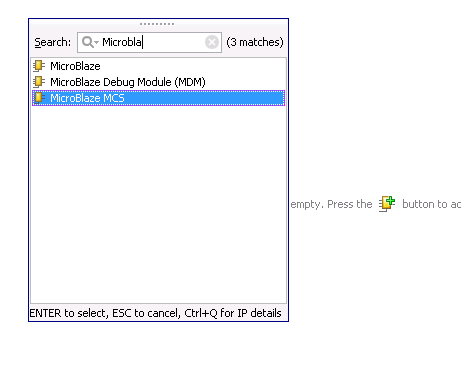 Search: Microbla (3 matches)
MicroBlaze
MicroBlaze Debug Module (MDM)
MicroBlaze MCS
empty. Press the button to
ENTER to select, ESC to cancel, Ctrl+Q for IP details